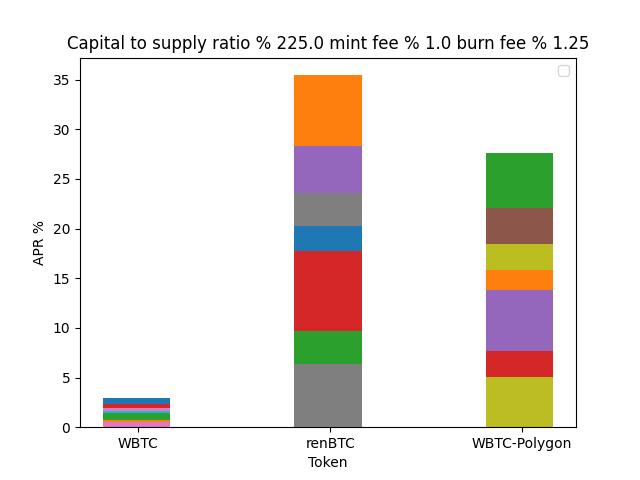 Capital to supply ratio % 225.0 mint fee % 1.0 burn fee % 1.25
35
30
25
20
15
10
5
0
APR %
WBTC
renBTC
WBTC-Polygon
Token